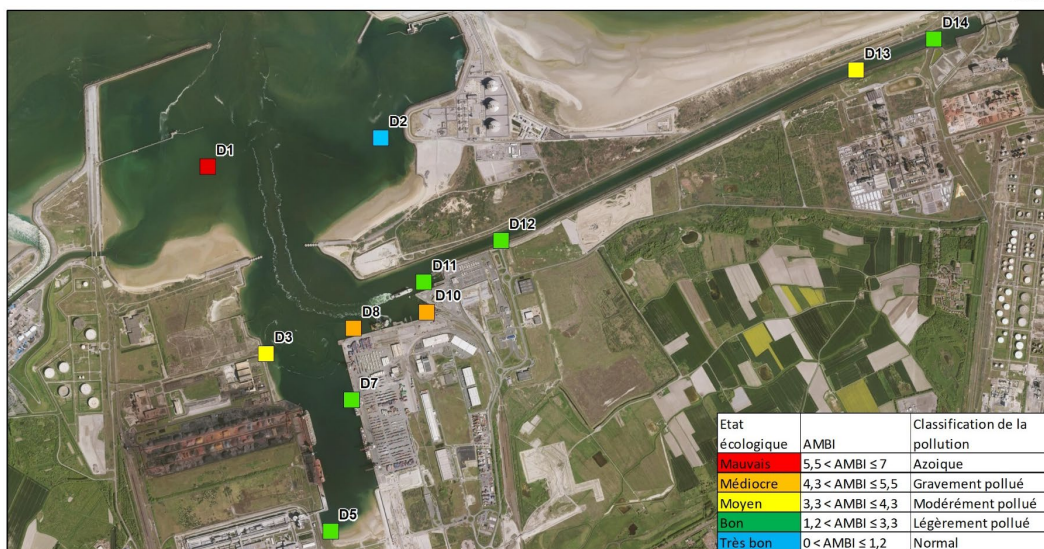 D14
D13
D2
D1
D12
D11
D10
D8
D3
D7
D5
Etat écologique AMBI Classification de la pollution
Mauvais 5,5 < AMBI ≤ 7 Azoique
Médiocre 4,3 < AMBI ≤ 5,5 Gravement pollué
Moyen 3,3 < AMBI ≤ 4,3 Modérément pollué
Bon 1,2 < AMBI ≤ 3,3 Légèrement pollué
Très bon 0 < AMBI ≤ 1,2 Normal